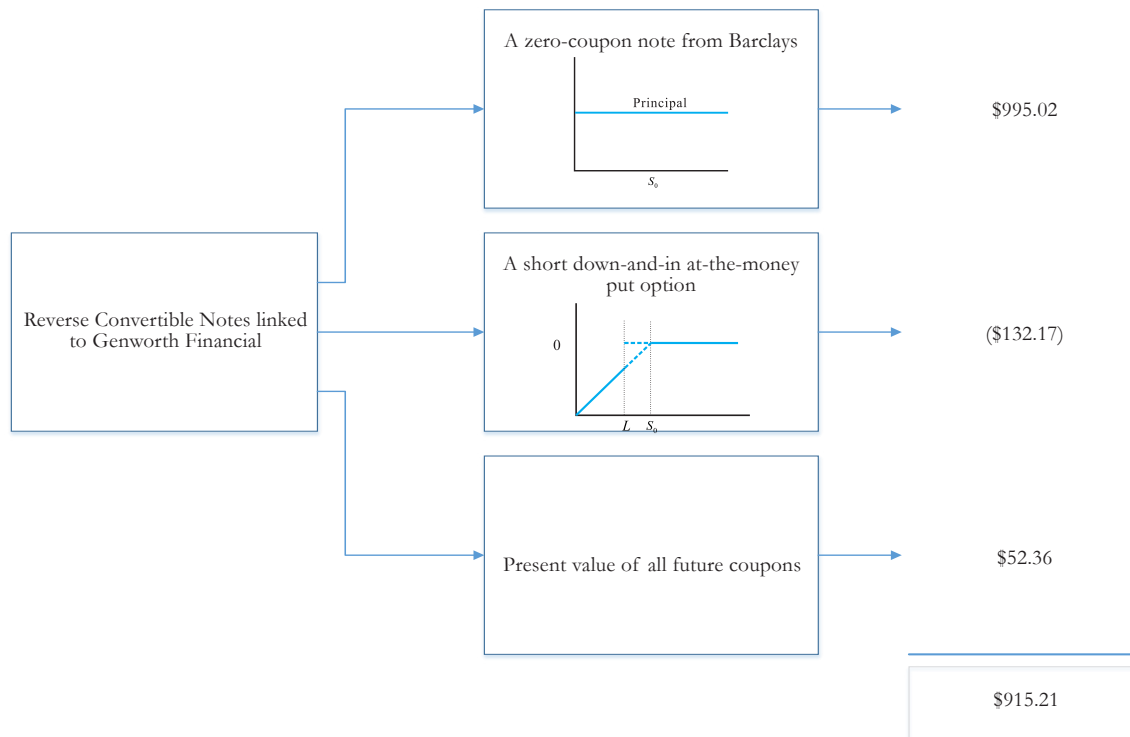 A zero-coupon note from Barclays
Principal
S₀
$995.02
Reverse Convertible Notes linked
to Genworth Financial
A short down-and-in at-the-money
put option
0
L S₀
($132.17)
Present value of all future coupons
$52.36
$915.21